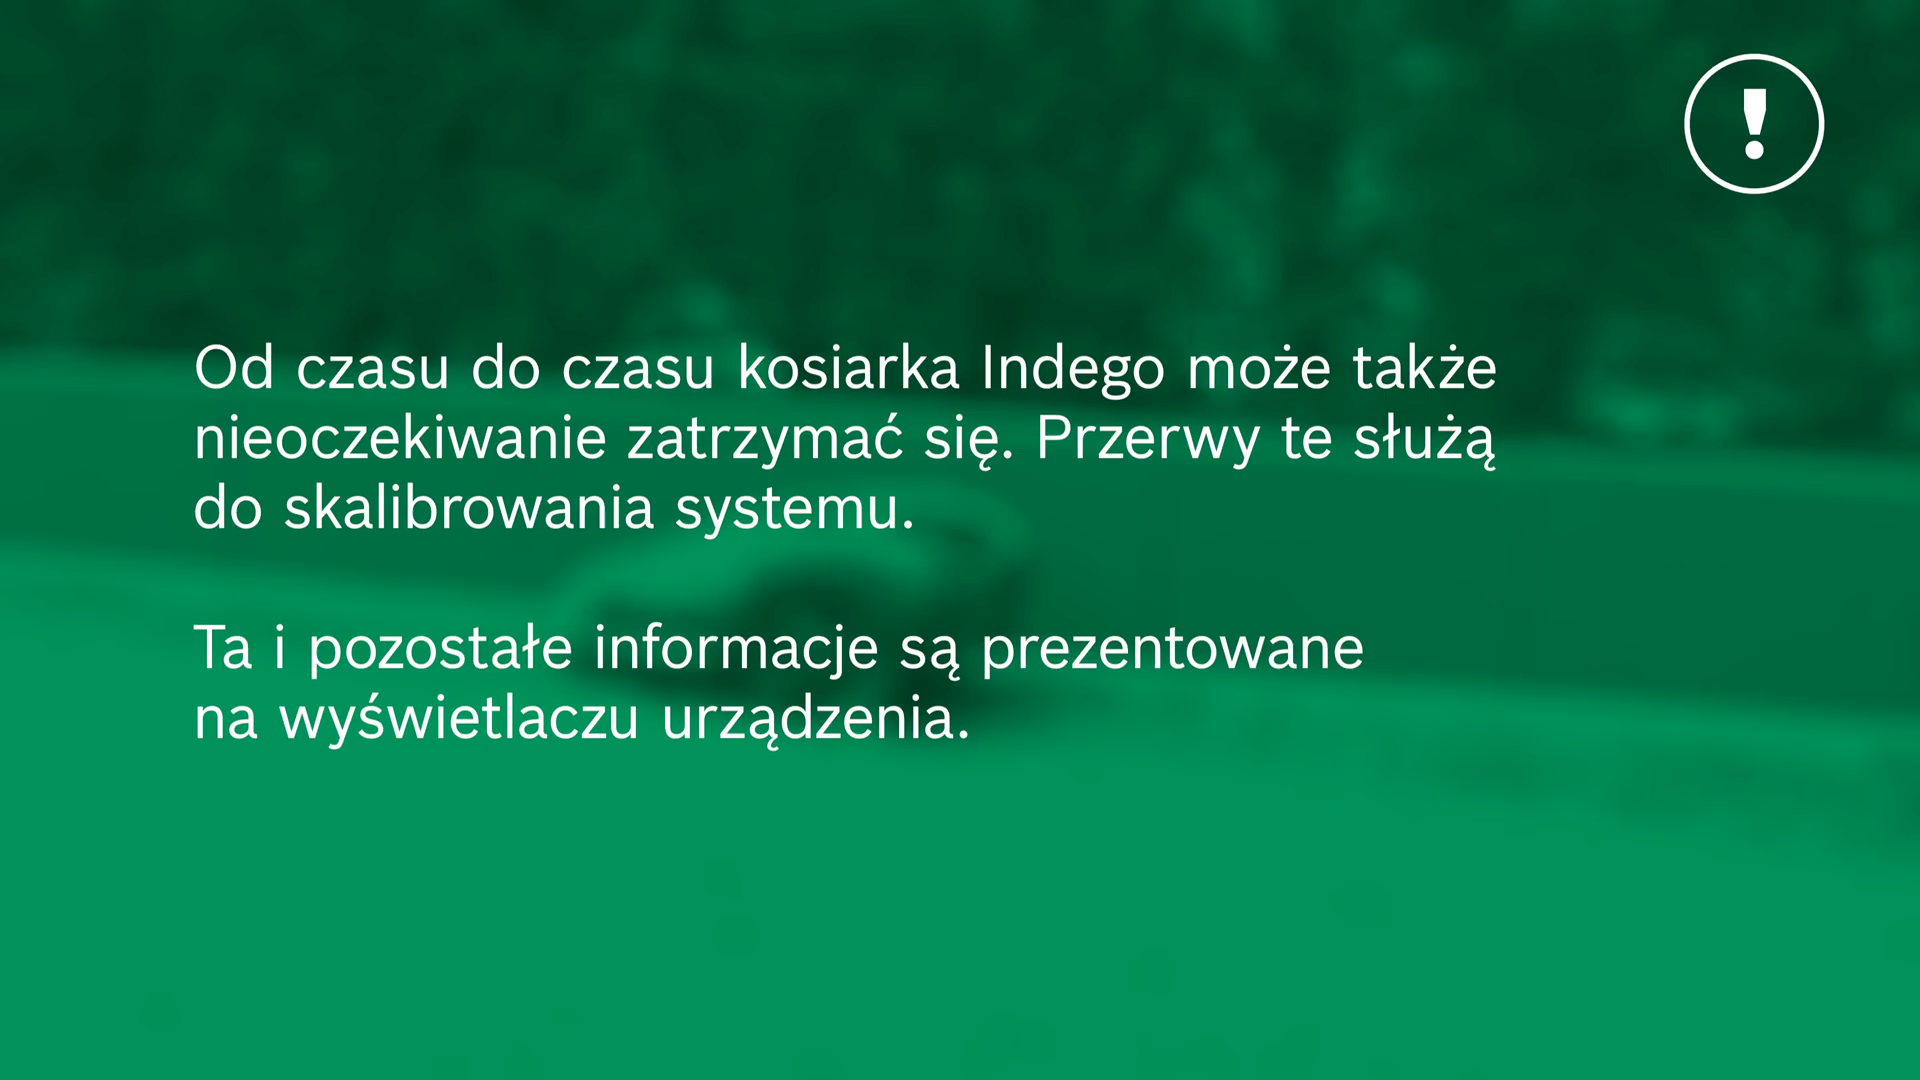 Od czasu do czasu kosiarka Indego może także
nieoczekiwanie zatrzymać się. Przerwy te służą
do skalibrowania systemu.
Ta i pozostałe informacje są prezentowane
na wyświetlaczu urządzenia.